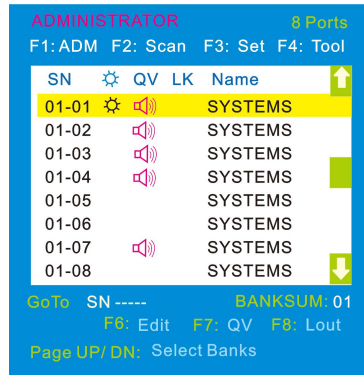 ADMINISTRATOR 8 Ports
F1: ADM F2: Scan F3: Set F4: Tool
SN QV LK Name
01-01 SYSTEMS
01-02 SYSTEMS
01-03 SYSTEMS
01-04 SYSTEMS
01-05 SYSTEMS
01-06 SYSTEMS
01-07 SYSTEMS
01-08 SYSTEMS
GoTo SN ----- BANKSUM: 01
F6: Edit F7: QV F8: Lout
Page UP/ DN: Select Banks